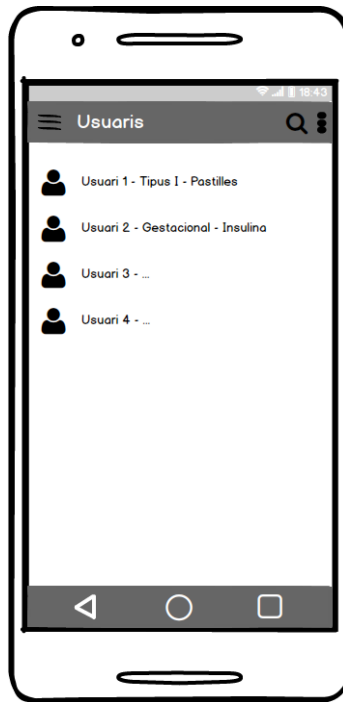 18:43
Usuaris
Usuari 1 - Tipus I - Pastilles
Usuari 2 - Gestacional - Insulina
Usuari 3 - ...
Usuari 4 - ...